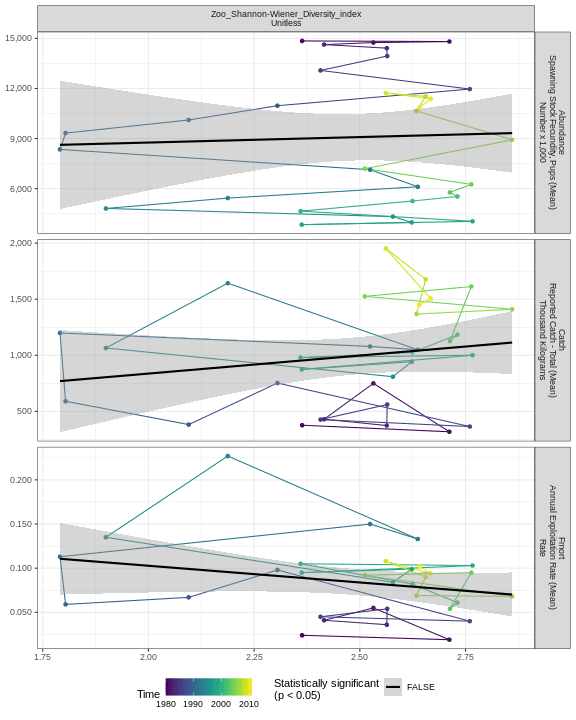 Zoo_Shannon-Wiener_Diversity_index
Unitless
15,000
12,000
9,000
6,000
Abundance
Spawning Stock Fecundity, Pups (Mean)
Number x 1,000
2,000
1,500
1,000
500
Catch
Reported Catch - Total (Mean)
Thousand Kilograms
0.200
0.150
0.100
0.050
Fmort
Annual Exploitation Rate (Mean)
Rate
1.75
2.00
2.25
2.50
2.75
Time
1980
1990
2000
2010
Statistically significant
(p < 0.05)
FALSE